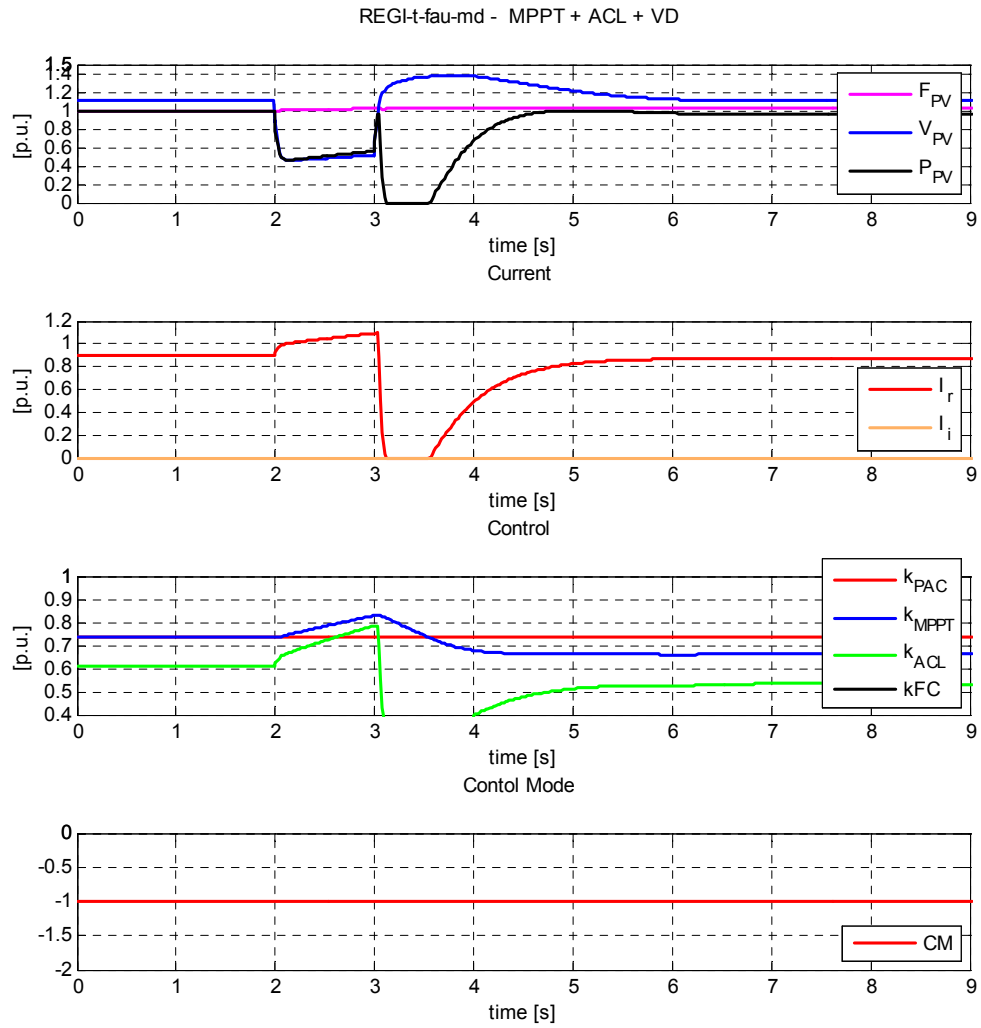 REGI-t-fau-md - MPPT + ACL + VD
1.5
1.4
1.2
1
0.8
0.6
0.4
0.2
0
[p.u.]
F_PV
V_PV
P_PV
0 1 2 3 4 5 6 7 8 9
time [s]
Current
1.2
1
0.8
0.6
0.4
0.2
0
[p.u.]
I_r
I_i
0 1 2 3 4 5 6 7 8 9
time [s]
Control
1
0.9
0.8
0.7
0.6
0.5
0.4
[p.u.]
k_PAC
k_MPPT
k_ACL
kFC
0 1 2 3 4 5 6 7 8 9
time [s]
Contol Mode
0
-0.5
-1
-1.5
-2
CM
0 1 2 3 4 5 6 7 8 9
time [s]